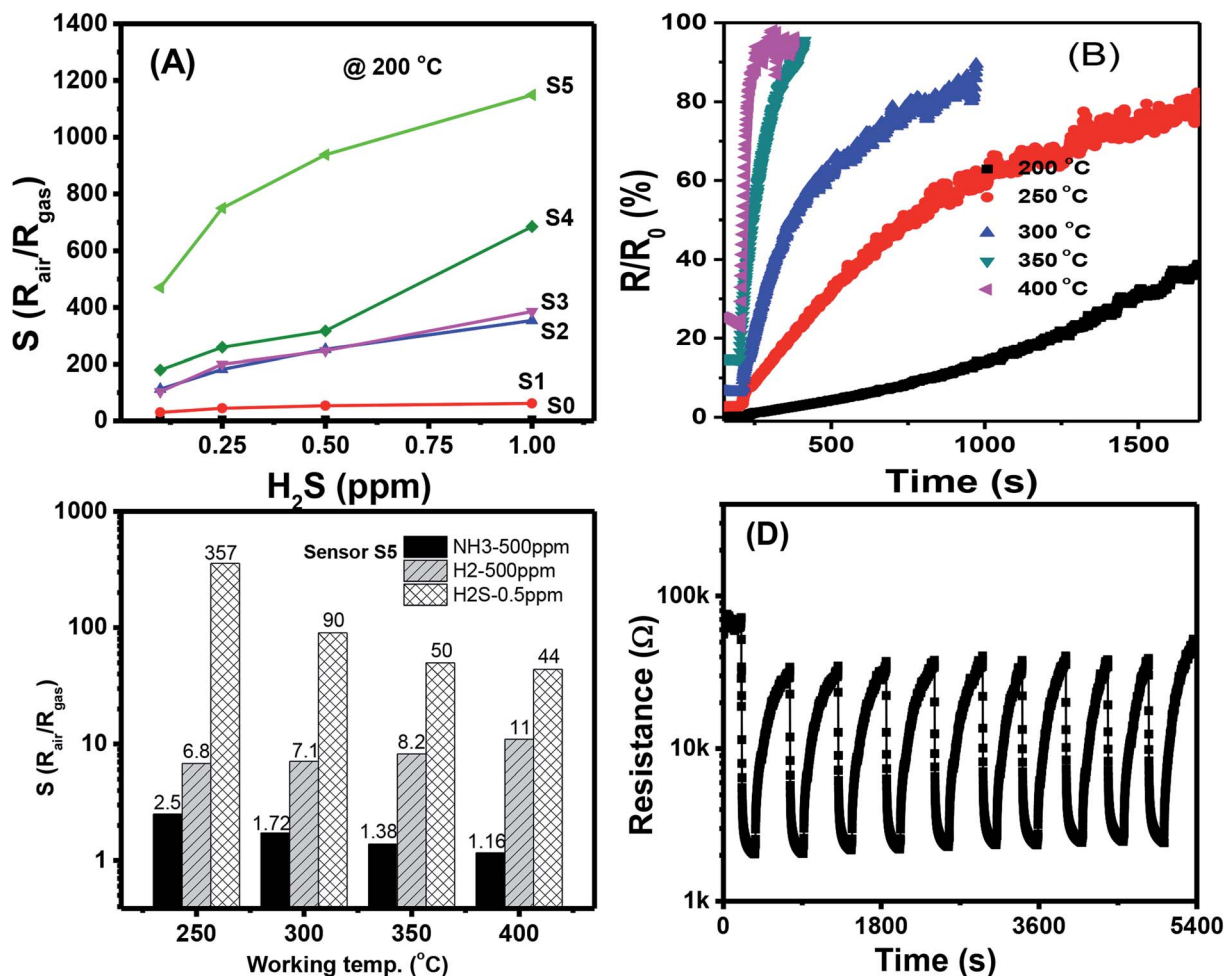 (A)
@ 200 °C
S5
S4
S3
S2
S1
S0
1400
1200
1000
800
600
400
200
0
0.25
0.50
0.75
1.00
S (Rair/Rgas)
H2S (ppm)
(B)
100
80
60
40
20
0
500
1000
1500
R/R0 (%)
Time (s)
200 °C
250 °C
300 °C
350 °C
400 °C
Sensor S5
NH3-500ppm
H2-500ppm
H2S-0.5ppm
1000
100
10
1
357
90
50
44
6.8
7.1
8.2
11
2.5
1.72
1.38
1.16
250
300
350
400
S (Rair/Rgas)
Working temp. (°C)
(D)
100k
10k
1k
0
1800
3600
5400
Resistance (Ω)
Time (s)